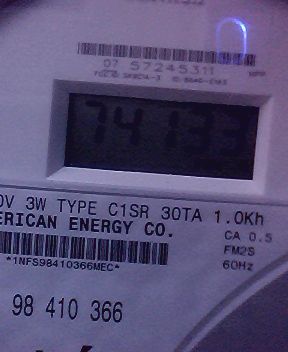 07 57245311
74133
0V 3W TYPE C1SR 30TA 1.0Kh
ERICAN ENERGY CO.
CA 0.5
FM2S
*1NFS98410366MEC*
60Hz
98 410 366